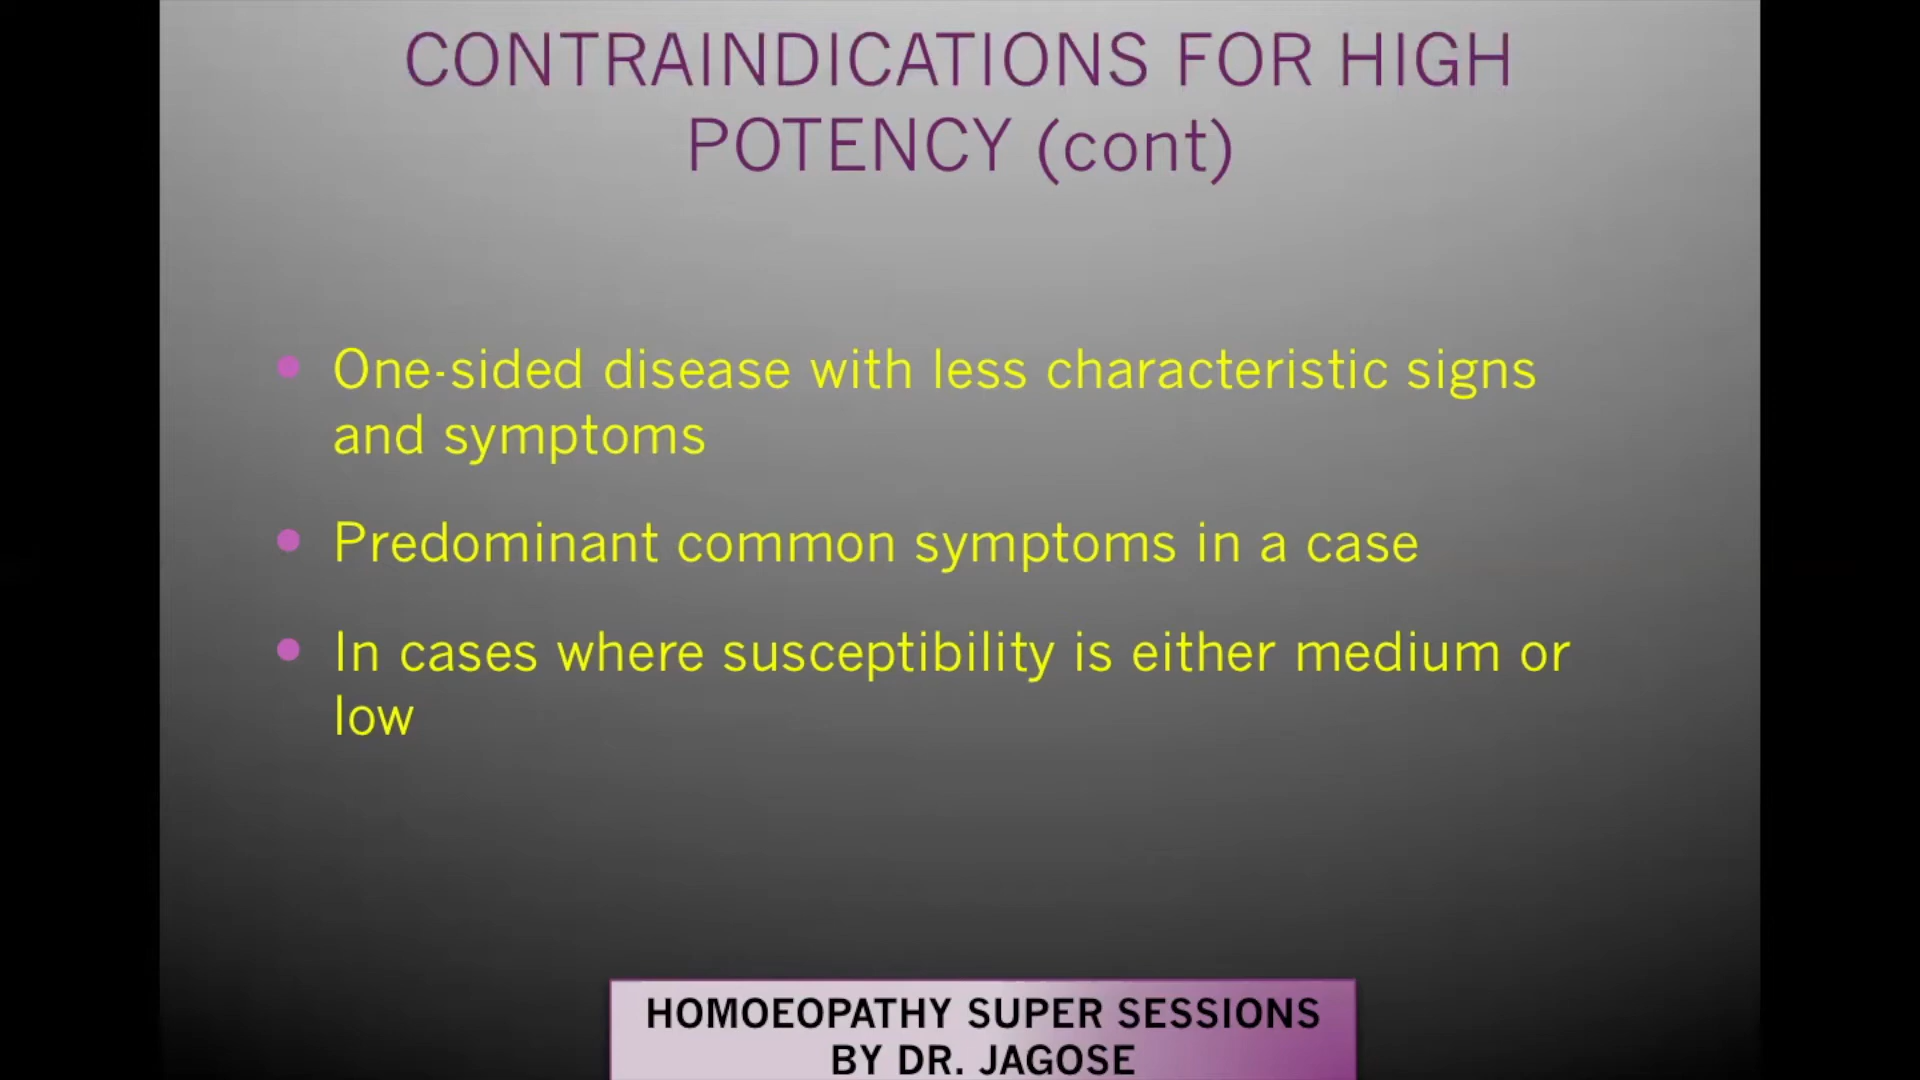 CONTRAINDICATIONS FOR HIGH
POTENCY (cont)
• One-sided disease with less characteristic signs
and symptoms
• Predominant common symptoms in a case
• In cases where susceptibility is either medium or
low
HOMOEOPATHY SUPER SESSIONS
BY DR. JAGOSE